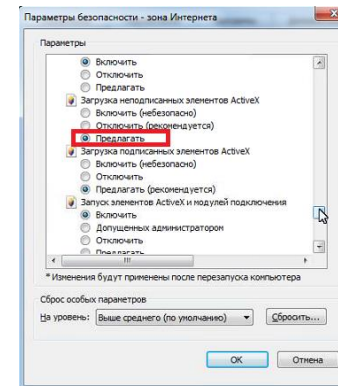 Параметры безопасности - зона Интернета
Параметры
Включить
Отключить
Предлагать
Загрузка неподписанных элементов ActiveX
Включить (небезопасно)
Отключить (рекомендуется)
Предлагать
Загрузка подписанных элементов ActiveX
Включить (небезопасно)
Отключить
Предлагать (рекомендуется)
Запуск элементов ActiveX и модулей подключения
Включить
Допущенных администратором
Отключить
Предлагать
* Изменения будут применены после перезапуска компьютера
Сброс особых параметров
На уровень: Выше среднего (по умолчанию) Сбросить...
ОК Отмена